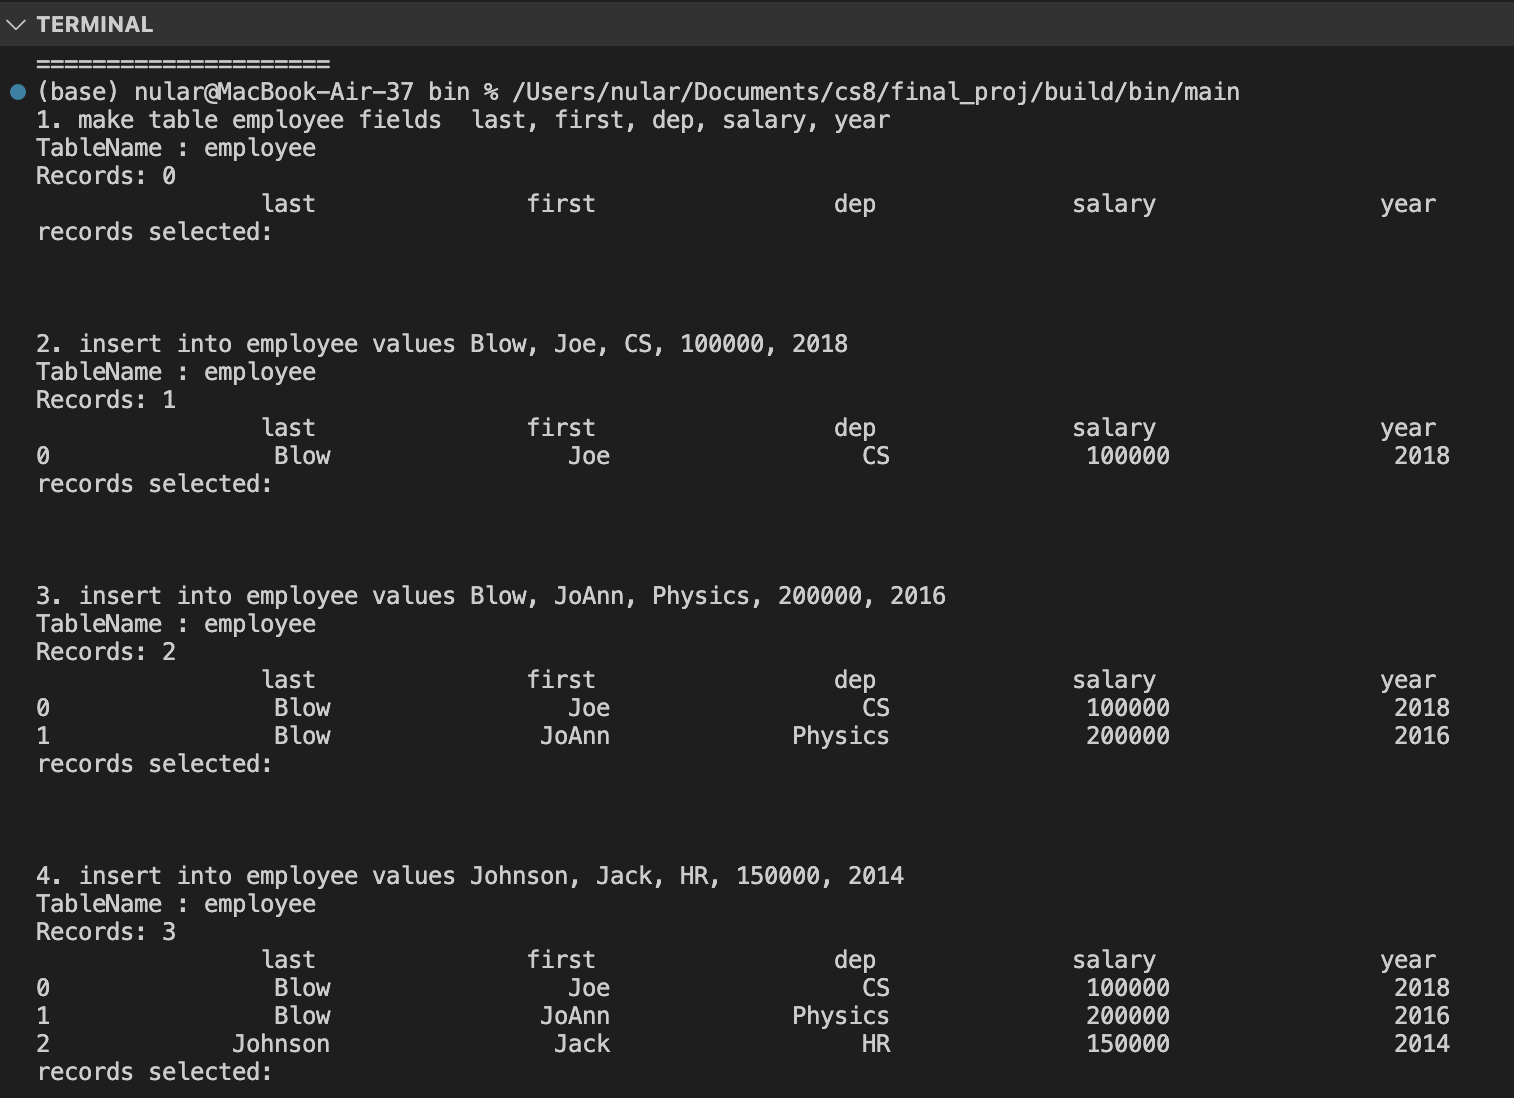 TERMINAL
=====================
(base) nular@MacBook-Air-37 bin % /Users/nular/Documents/cs8/final_proj/build/bin/main
1. make table employee fields  last, first, dep, salary, year
TableName : employee
Records: 0
                last               first                 dep              salary                year
records selected:
2. insert into employee values Blow, Joe, CS, 100000, 2018
TableName : employee
Records: 1
                last               first                 dep              salary                year
0                Blow                 Joe                  CS              100000                2018
records selected:
3. insert into employee values Blow, JoAnn, Physics, 200000, 2016
TableName : employee
Records: 2
                last               first                 dep              salary                year
0                Blow                 Joe                  CS              100000                2018
1                Blow               JoAnn             Physics              200000                2016
records selected:
4. insert into employee values Johnson, Jack, HR, 150000, 2014
TableName : employee
Records: 3
                last               first                 dep              salary                year
0                Blow                 Joe                  CS              100000                2018
1                Blow               JoAnn             Physics              200000                2016
2             Johnson                Jack                  HR              150000                2014
records selected: